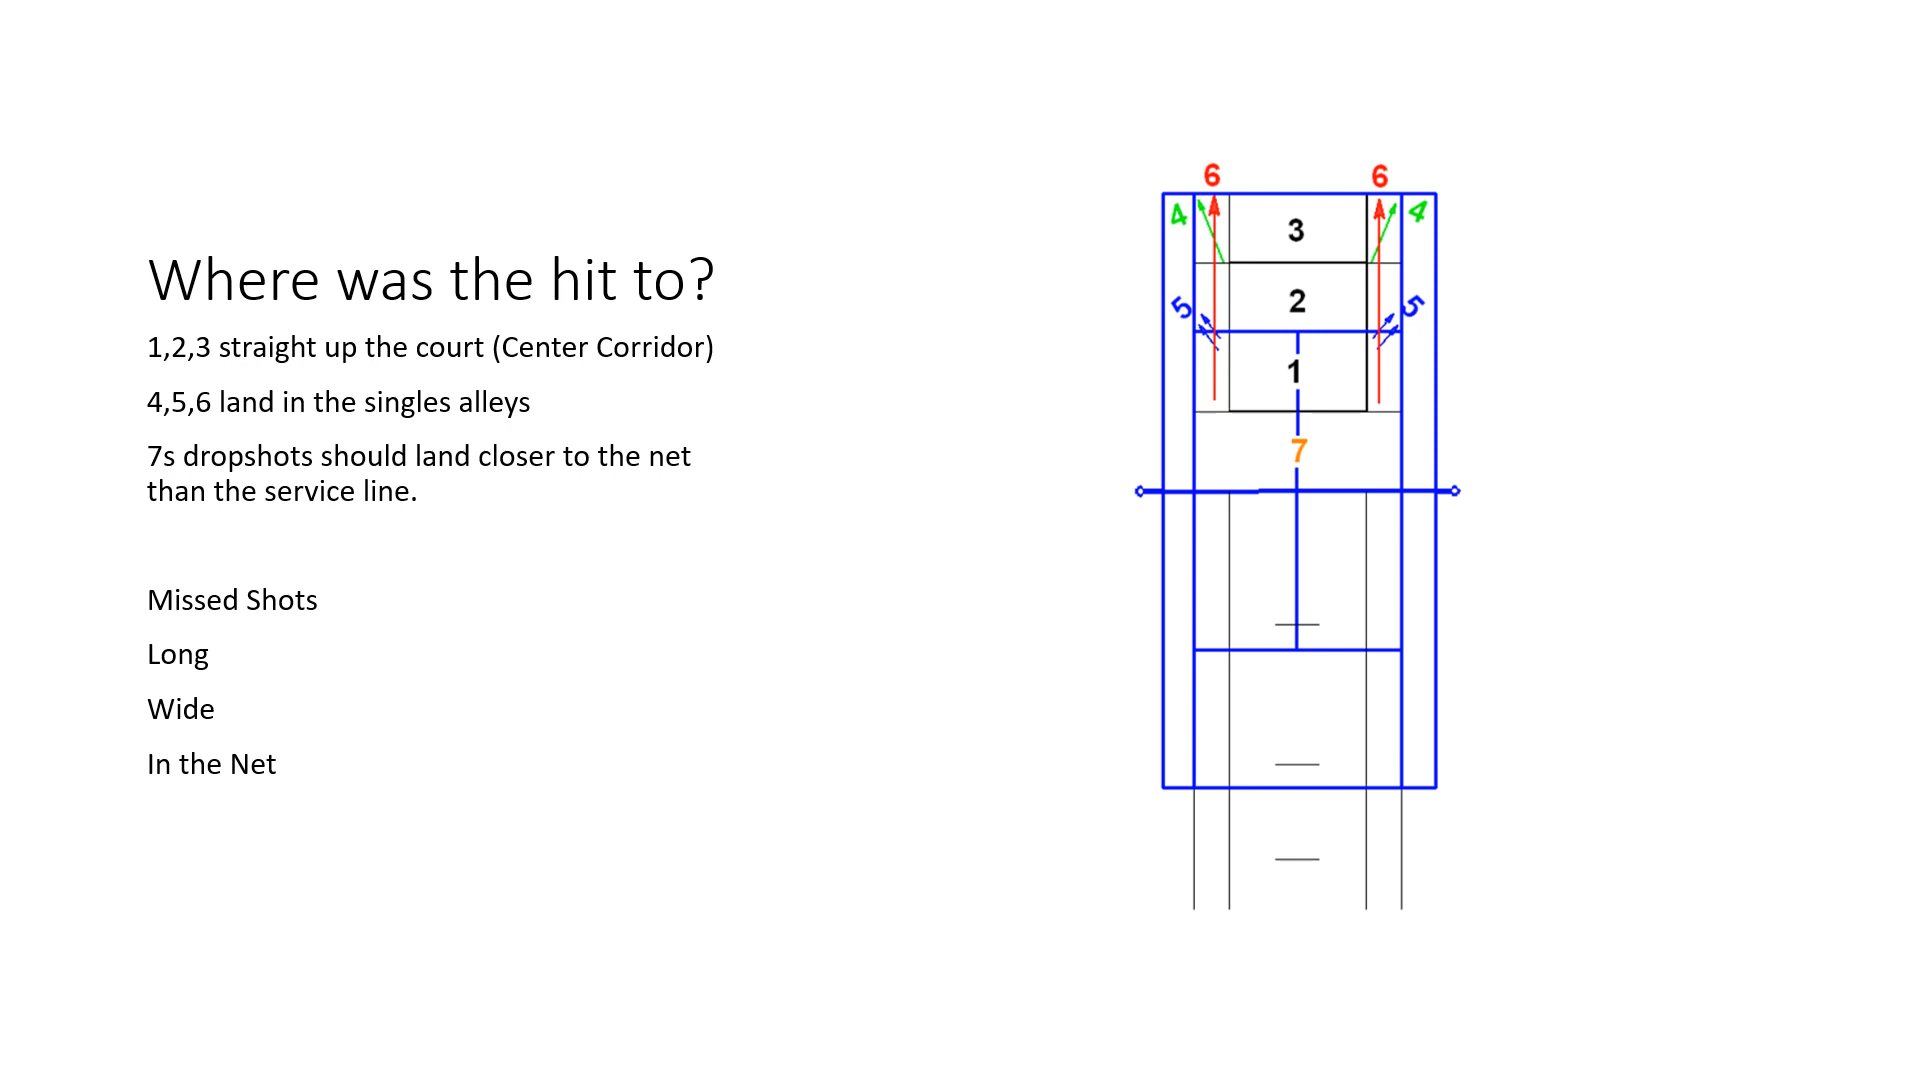 Where was the hit to?
1,2,3 straight up the court (Center Corridor)
4,5,6 land in the singles alleys
7s dropshots should land closer to the net
than the service line.
Missed Shots
Long
Wide
In the Net
6 6
4 3 4
5 2 5
1
7